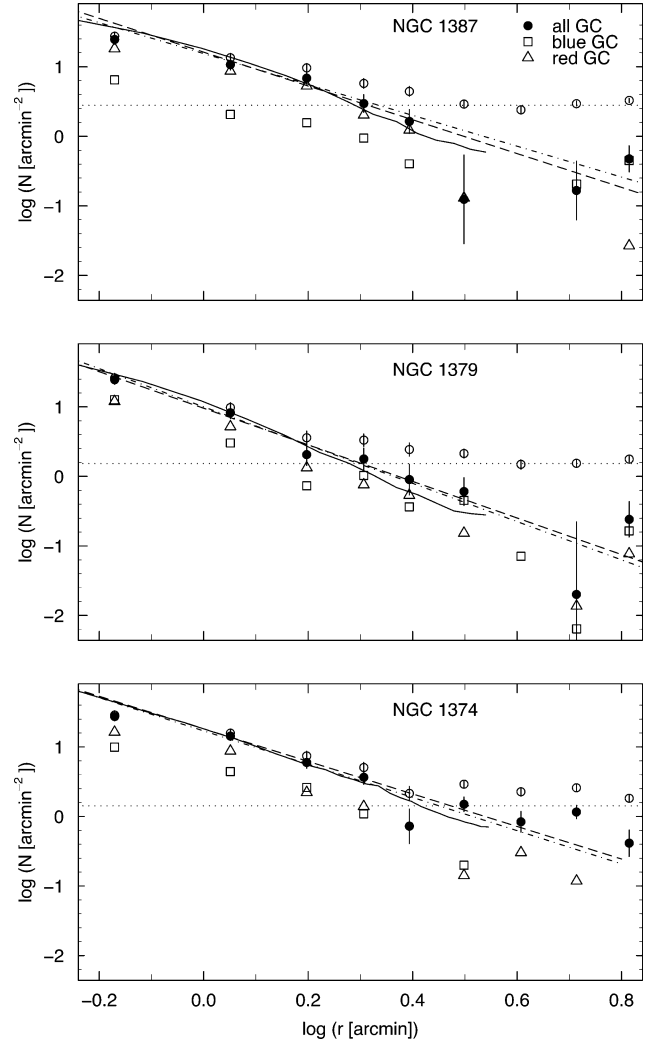 NGC 1387
all GC
blue GC
red GC
log (N [arcmin−2 ])
1
0
−1
−2
NGC 1379
log (N [arcmin−2 ])
1
0
−1
−2
NGC 1374
log (N [arcmin−2 ])
1
0
−1
−2
−0.2 0.0 0.2 0.4 0.6 0.8
log (r [arcmin])